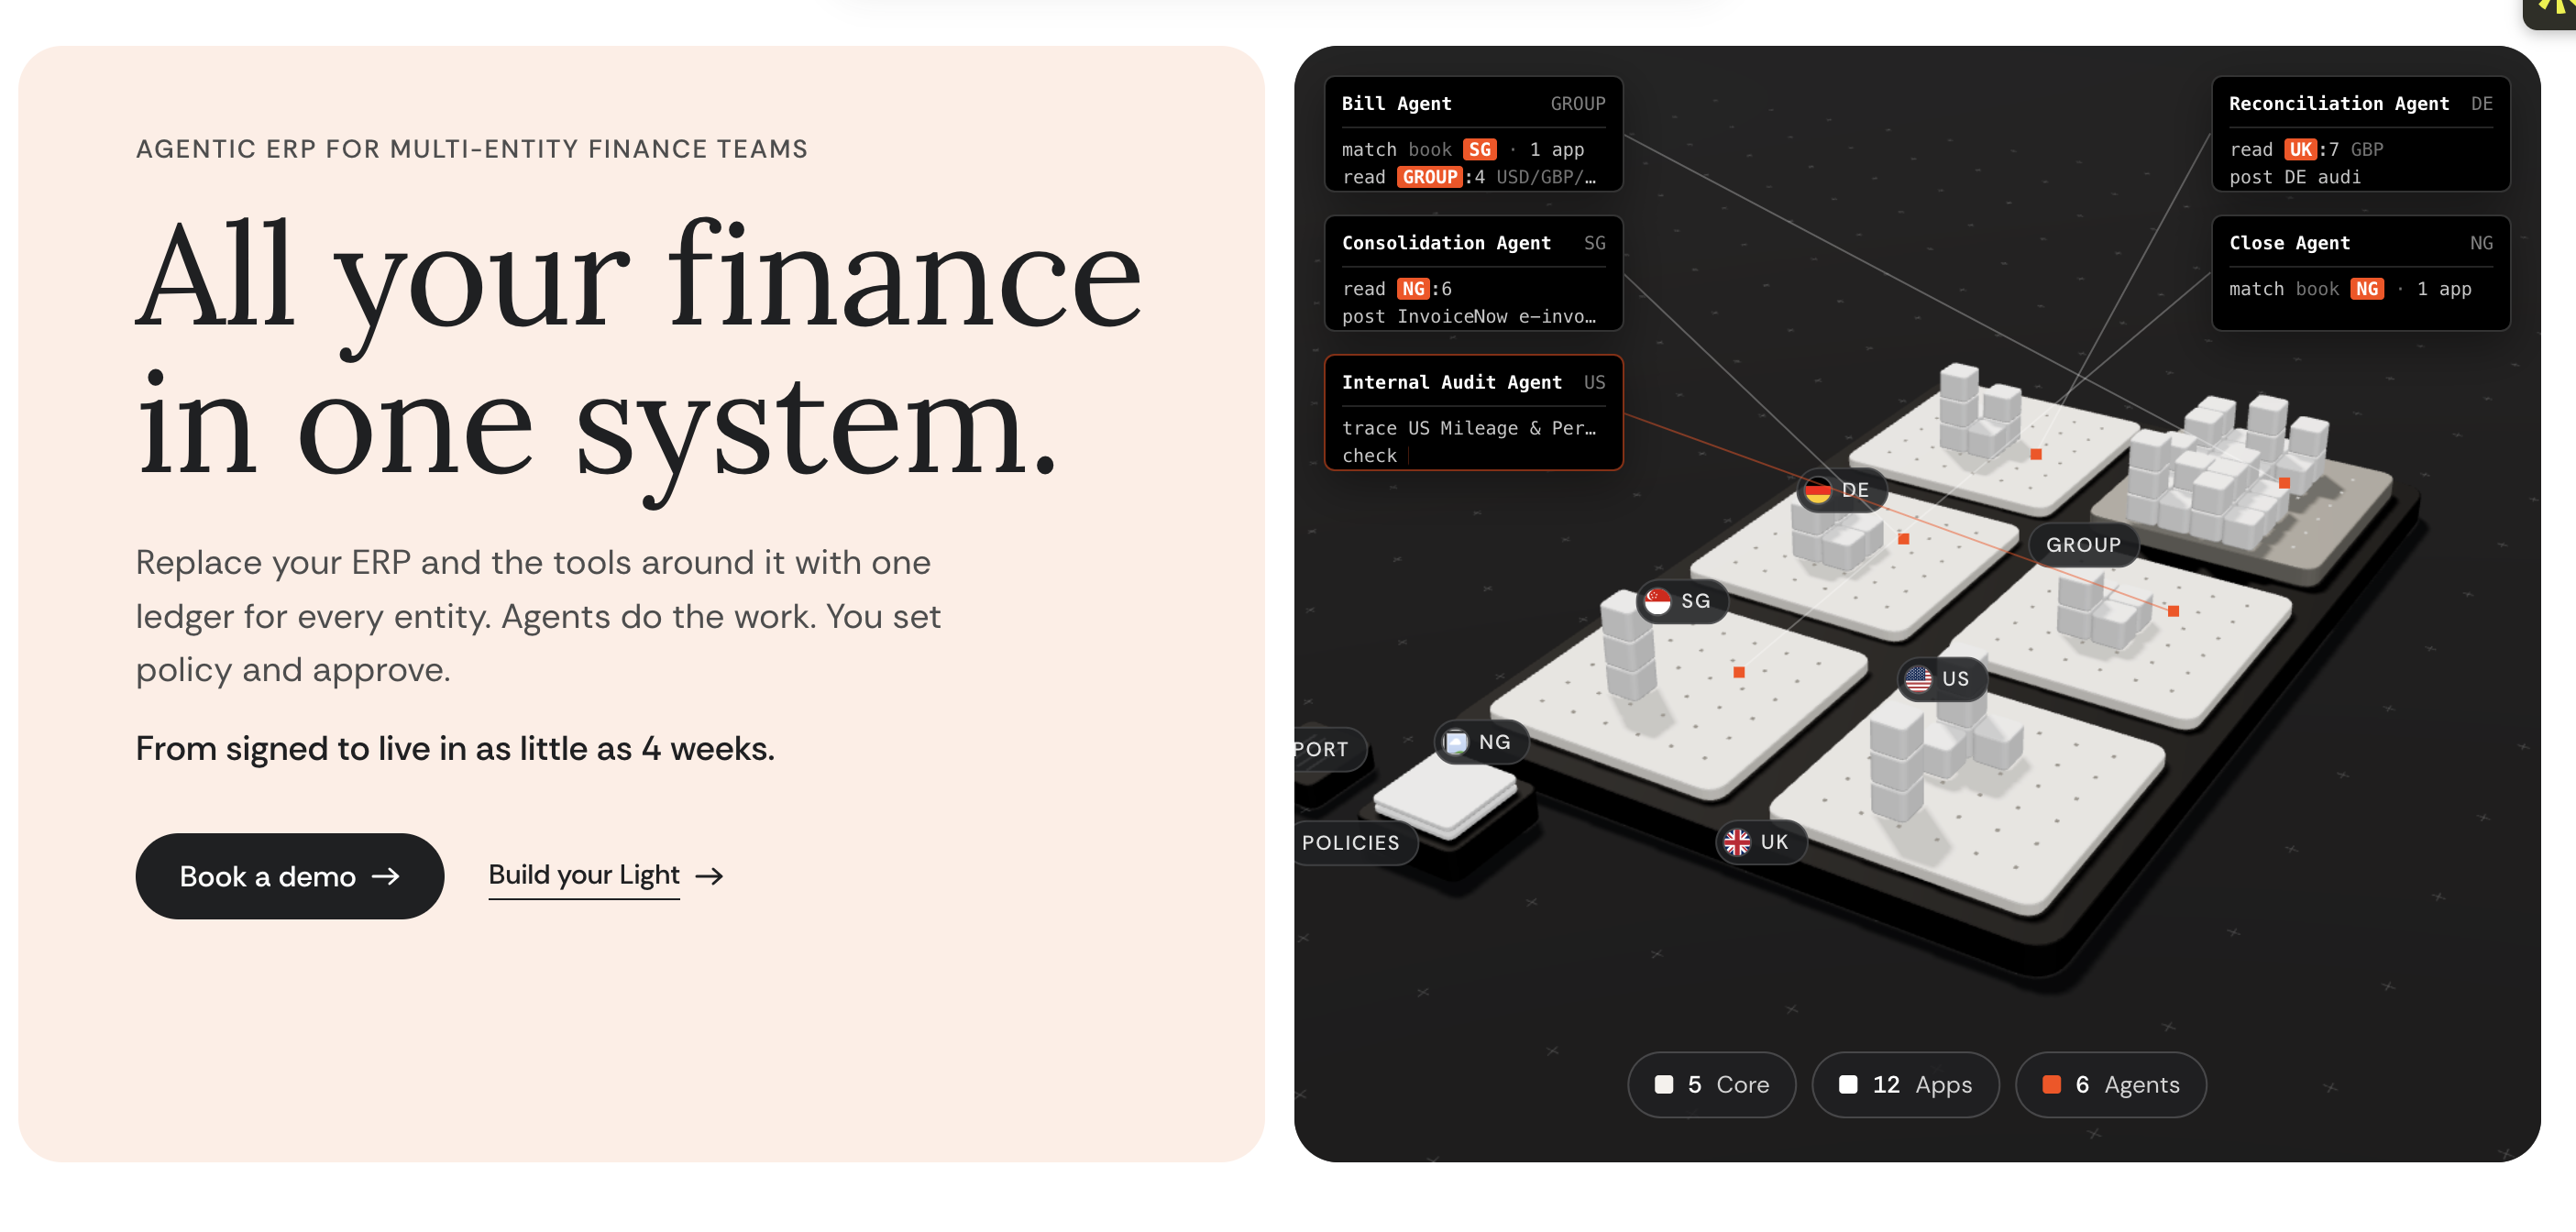 AGENTIC ERP FOR MULTI-ENTITY FINANCE TEAMS
All your finance
in one system.
Replace your ERP and the tools around it with one
ledger for every entity. Agents do the work. You set
policy and approve.
From signed to live in as little as 4 weeks.
Book a demo →
Build your Light →
Bill Agent GROUP
match book SG · 1 app
read GROUP:4 USD/GBP/…
Consolidation Agent SG
read NG:6
post InvoiceNow e-invo…
Internal Audit Agent US
trace US Mileage & Per…
check
Reconciliation Agent DE
read UK:7 GBP
post DE audi
Close Agent NG
match book NG · 1 app
DE
GROUP
SG
US
NG
PORT
UK
POLICIES
5 Core
12 Apps
6 Agents